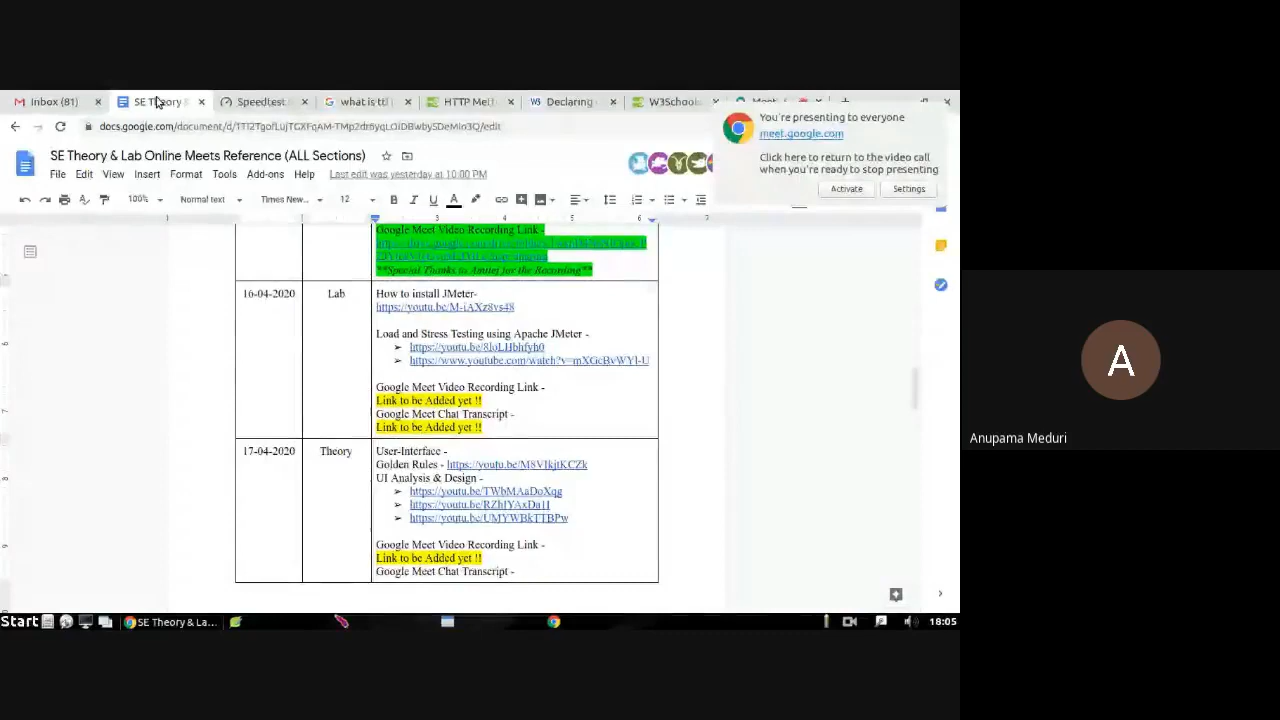 Inbox (81)
SE Theory &
Speedtest
what is ttl
HTTP Met
Declaring
W3Schools
docs.google.com/document/d/
/edit
You're presenting to everyone
meet.google.com
Click here to return to the video call
when you're ready to stop presenting
Activate
Settings
SE Theory & Lab Online Meets Reference (ALL Sections)
File Edit View Insert Format Tools Add-ons Help Last edit was yesterday at 10:00 PM
100% Normal text Times New... 12 B I U A
1 3 4 5 6 7
Google Meet Video Recording Link -
**Special Thanks to for the Recording**
16-04-2020
Lab
How to install JMeter-
https://youtu.be/M-iAXz8vs48
Load and Stress Testing using Apache JMeter -
➢ https://youtu.be/8loLHbhfyh0
➢ https://www.youtube.com/watch?v=mXGcBvWYl-U
Google Meet Video Recording Link -
Link to be Added yet !!
Google Meet Chat Transcript -
Link to be Added yet !!
17-04-2020
Theory
User-Interface -
Golden Rules - https://youtu.be/M8VIkjtKCZk
UI Analysis & Design -
➢ https://youtu.be/TWbMAaDoXqg
➢ https://youtu.be/
➢ https://youtu.be/UMYWBkTTBPw
Google Meet Video Recording Link -
Link to be Added yet !!
Google Meet Chat Transcript -
Start
SE Theory & La...
18:05
A
Anupama Meduri